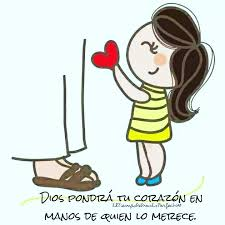 DIOS PONDRÁ TU CORAZÓN EN
MANOS DE QUIEN LO MERECE.